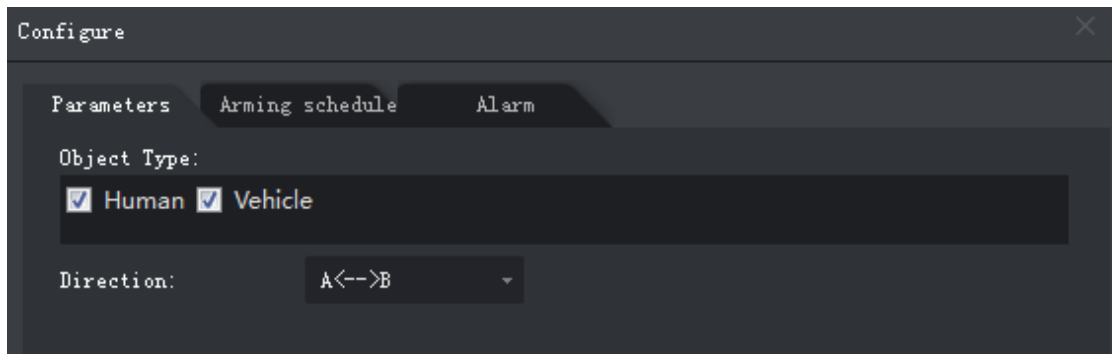 Configure
Parameters Arming schedule Alarm
Object Type:
Human Vehicle
Direction: A<-->B